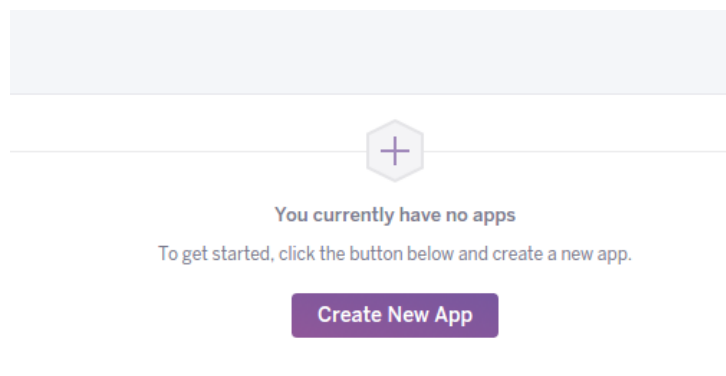 You currently have no apps
To get started, click the button below and create a new app.
Create New App